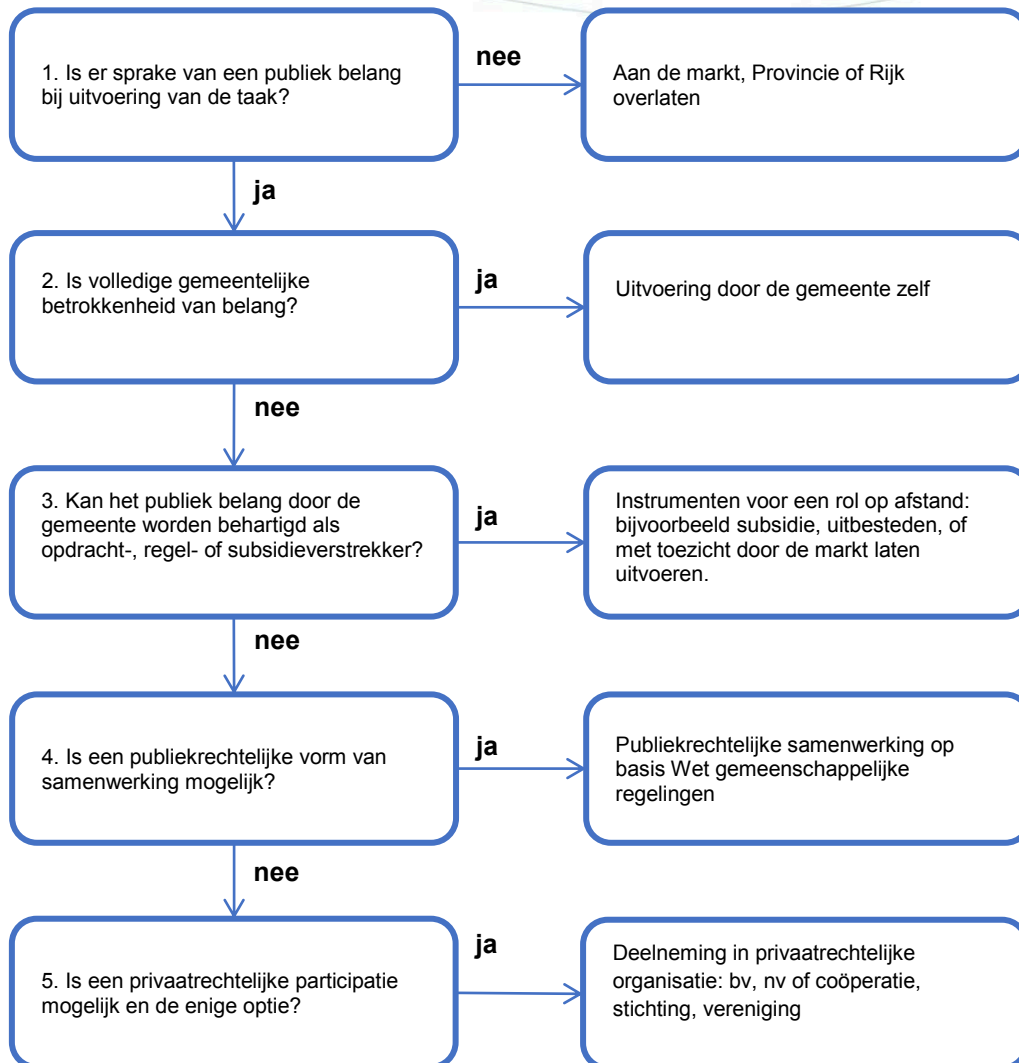 1. Is er sprake van een publiek belang
bij uitvoering van de taak?
nee
Aan de markt, Provincie of Rijk
overlaten
ja
2. Is volledige gemeentelijke
betrokkenheid van belang?
ja
Uitvoering door de gemeente zelf
nee
3. Kan het publiek belang door de
gemeente worden behartigd als
opdracht-, regel- of subsidieverstrekker?
ja
Instrumenten voor een rol op afstand:
bijvoorbeeld subsidie, uitbesteden, of
met toezicht door de markt laten
uitvoeren.
nee
4. Is een publiekrechtelijke vorm van
samenwerking mogelijk?
ja
Publiekrechtelijke samenwerking op
basis Wet gemeenschappelijke
regelingen
nee
5. Is een privaatrechtelijke participatie
mogelijk en de enige optie?
ja
Deelneming in privaatrechtelijke
organisatie: bv, nv of coöperatie,
stichting, vereniging